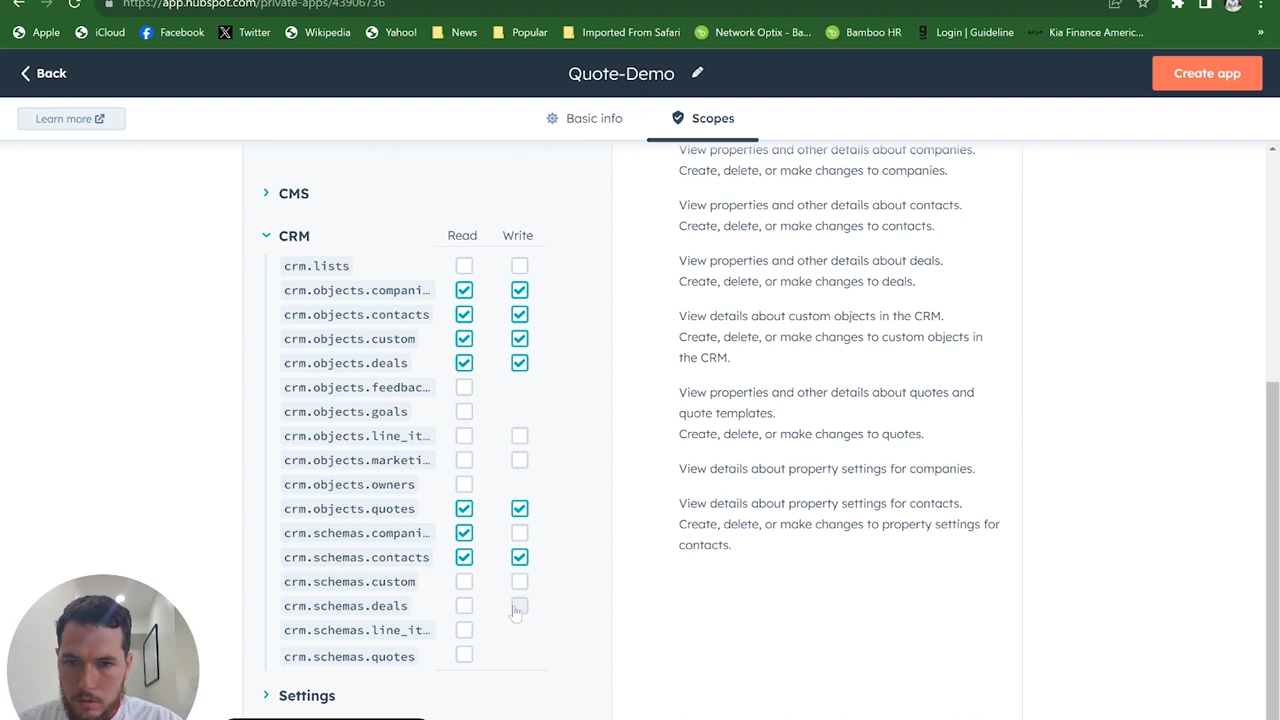 https://app.hubspot.com/private-apps/43906736
Apple iCloud Facebook Twitter Wikipedia Yahoo! News Popular Imported From Safari Network Optix - Ba... Bamboo HR Login | Guideline Kia Finance Americ... »
Back
Quote-Demo
Create app
Learn more
Basic info
Scopes
View properties and other details about companies.
Create, delete, or make changes to companies.
View properties and other details about contacts.
Create, delete, or make changes to contacts.
View properties and other details about deals.
Create, delete, or make changes to deals.
View details about custom objects in the CRM.
Create, delete, or make changes to custom objects in
the CRM.
View properties and other details about quotes and
quote templates.
Create, delete, or make changes to quotes.
View details about property settings for companies.
View details about property settings for contacts.
Create, delete, or make changes to property settings for
contacts.
CMS
CRM Read Write
crm.lists
crm.objects.compani...
crm.objects.contacts
crm.objects.custom
crm.objects.deals
crm.objects.feedbac...
crm.objects.goals
crm.objects.line_it...
crm.objects.marketi...
crm.objects.owners
crm.objects.quotes
crm.schemas.compani...
crm.schemas.contacts
crm.schemas.custom
crm.schemas.deals
crm.schemas.line_it...
crm.schemas.quotes
Settings